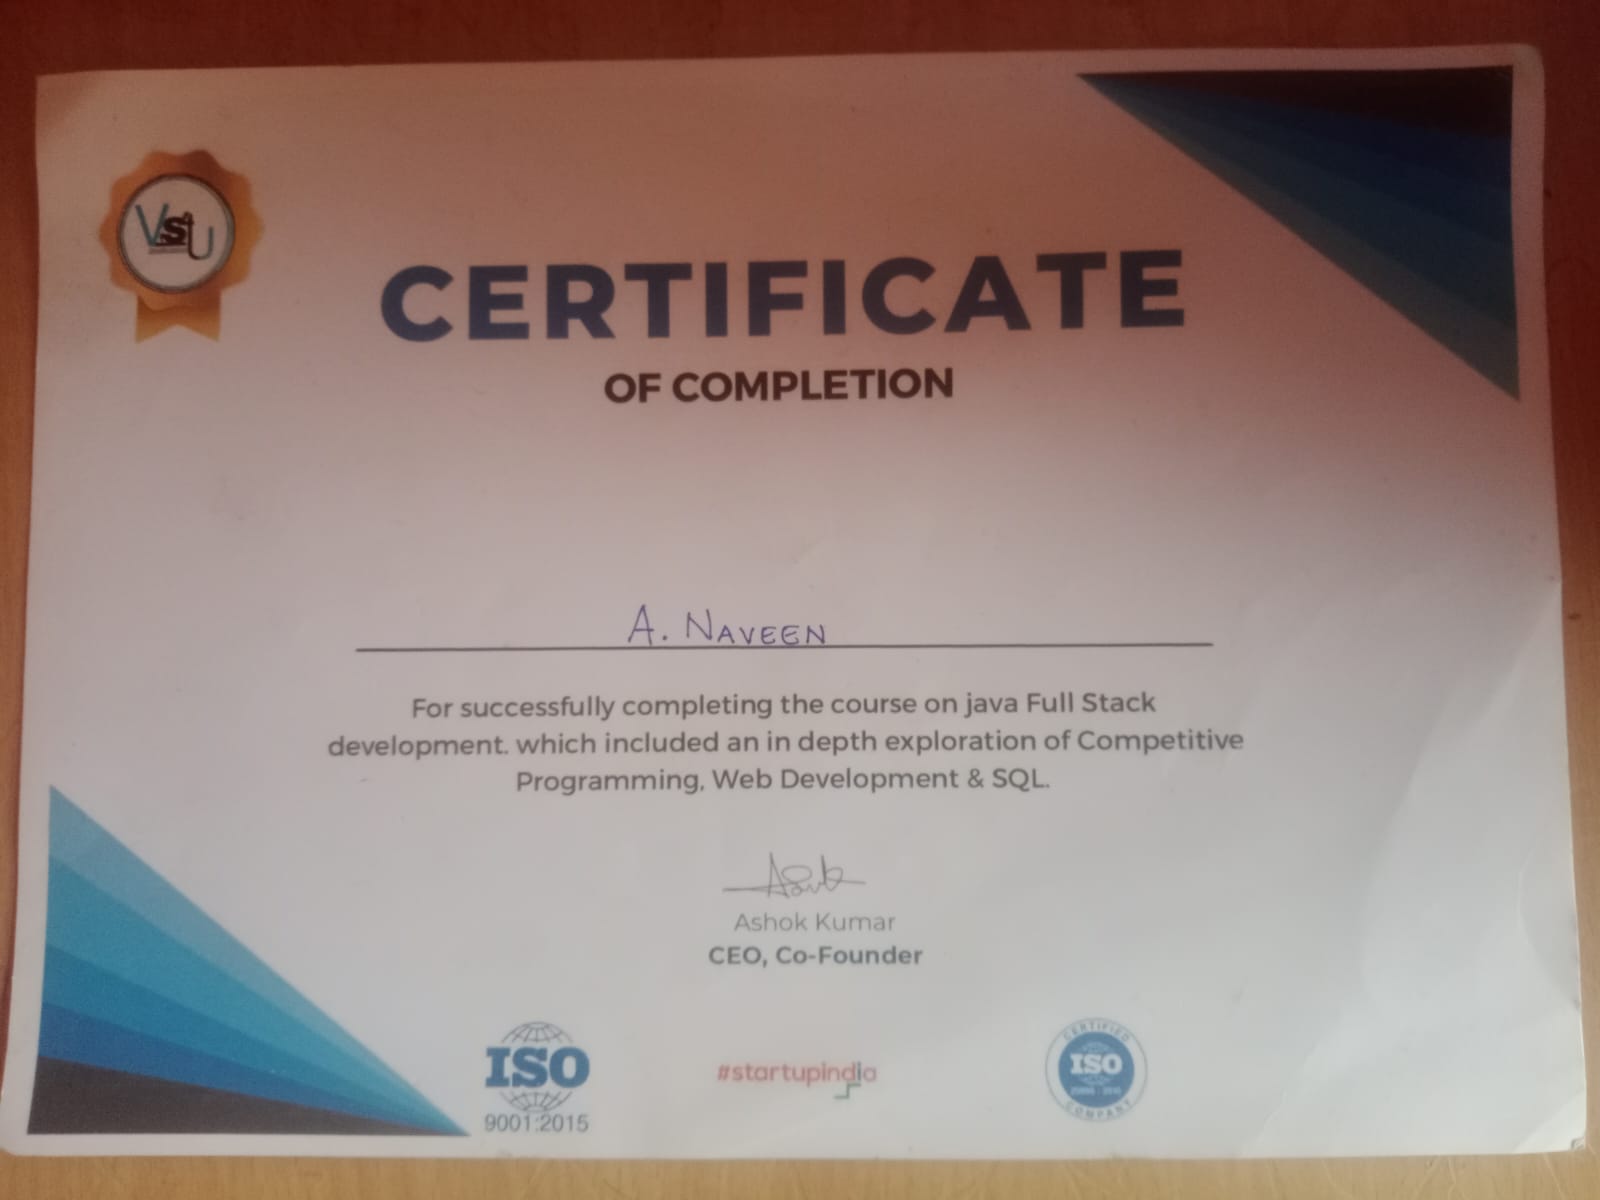 VstU
CERTIFICATE
OF COMPLETION
A. NAVEEN
For successfully completing the course on java Full Stack
development. which included an in depth exploration of Competitive
Programming, Web Development & SQL.
Ashok Kumar
CEO, Co-Founder
ISO
9001:2015
#startupindia
CERTIFIED
ISO
COMPANY